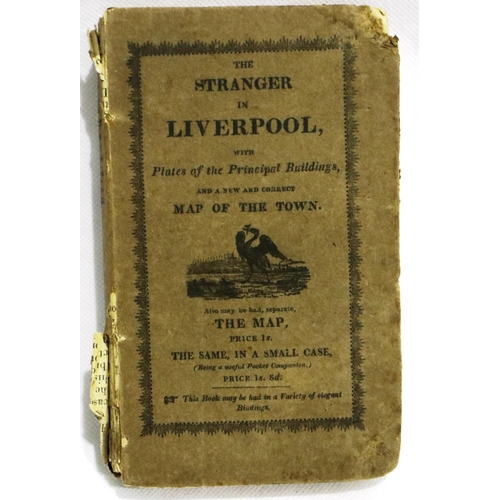 THE
STRANGER
IN
LIVERPOOL,
WITH
Plates of the Principal Buildings,
AND A NEW AND CORRECT
MAP OF THE TOWN.
Also may be had, separate,
THE MAP,
PRICE 1s.
THE SAME, IN A SMALL CASE,
(Being a useful Pocket Companion.)
PRICE 1s. 8d.
☞ This Book may be had in a Variety of elegant
Bindings.